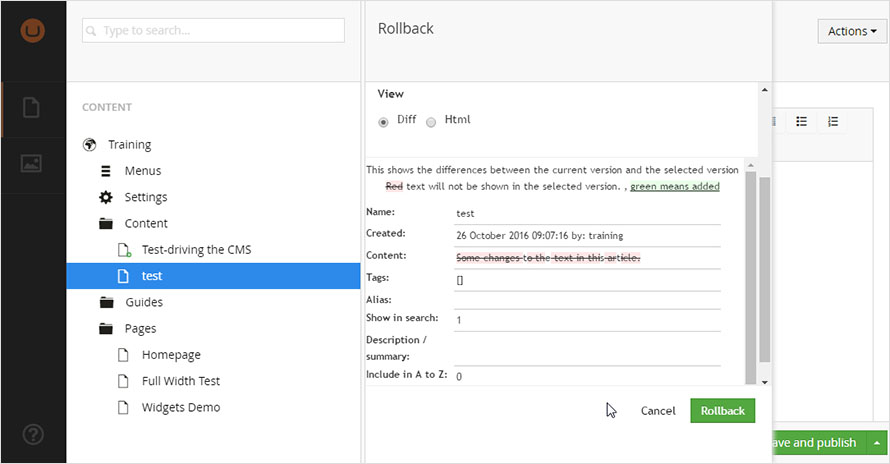 Type to search...
Rollback
Actions
CONTENT
Training
Menus
Settings
Content
Test-driving the CMS
test
Guides
Pages
Homepage
Full Width Test
Widgets Demo
View
Diff Html
This shows the differences between the current version and the selected version
Red text will not be shown in the selected version. , green means added
Name: test
Created: 26 October 2016 09:07:16 by: training
Content: Some changes to the text in this article.
Tags: []
Alias:
Show in search: 1
Description /
summary:
Include in A to Z: 0
Cancel Rollback
ave and publish